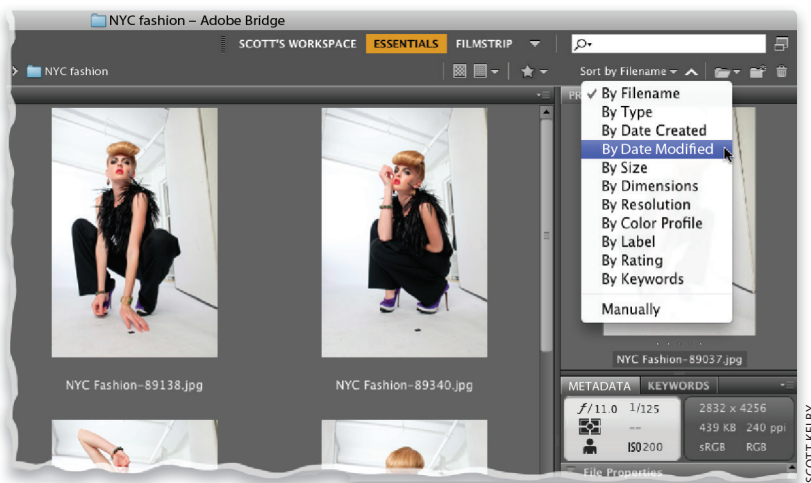 NYC fashion – Adobe Bridge
SCOTT'S WORKSPACE ESSENTIALS FILMSTRIP
NYC fashion
Sort by Filename
PR
By Filename
By Type
By Date Created
By Date Modified
By Size
By Dimensions
By Resolution
By Color Profile
By Label
By Rating
By Keywords
Manually
NYC Fashion-89037.jpg
NYC Fashion-89138.jpg
NYC Fashion-89340.jpg
METADATA KEYWORDS
f/11.0 1/125
--
ISO200
2832 x 4256
439 KB 240 ppi
sRGB RGB
File Properties
SCOTT KELBY